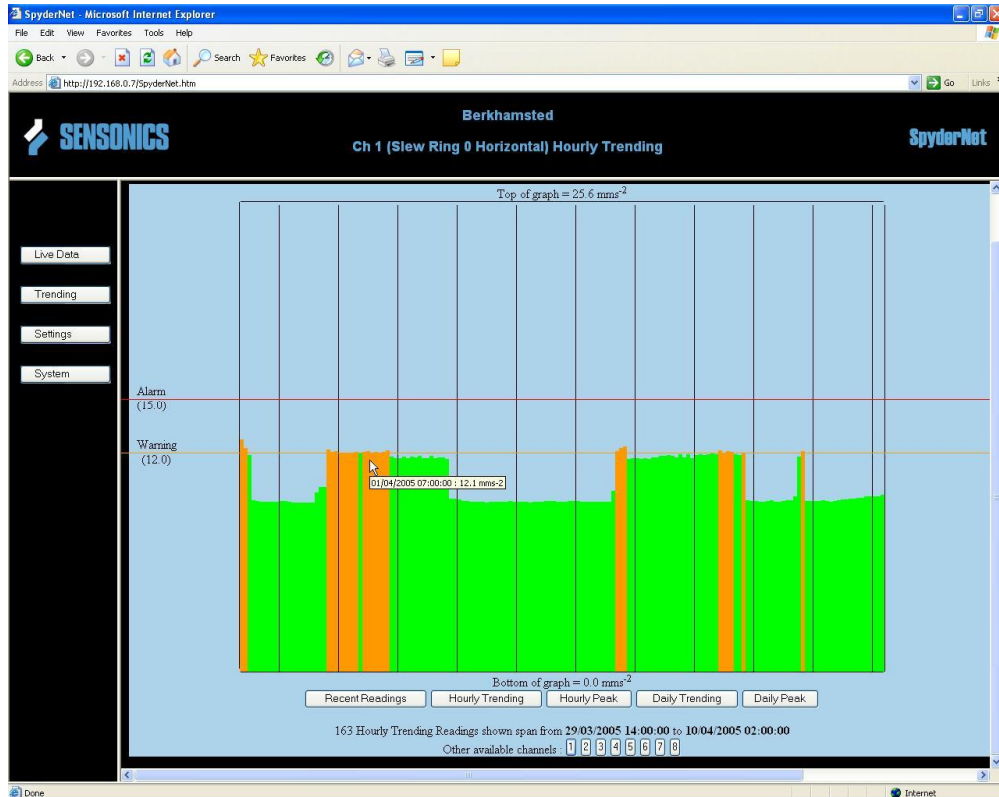 SpyderNet - Microsoft Internet Explorer
File Edit View Favorites Tools Help
Back Search Favorites
Address http://192.168.0.7/SpyderNet.htm Go Links
SENSONICS
Berkhamsted
Ch 1 (Slew Ring 0 Horizontal) Hourly Trending
SpyderNet
Live Data
Trending
Settings
System
Top of graph = 25.6 mms-2
Alarm
(15.0)
Warning
(12.0)
01/04/2005 07:00:00 : 12.1 mms-2
Bottom of graph = 0.0 mms-2
Recent Readings Hourly Trending Hourly Peak Daily Trending Daily Peak
163 Hourly Trending Readings shown span from 29/03/2005 14:00:00 to 10/04/2005 02:00:00
Other available channels : 1 2 3 4 5 6 7 8
Done Internet